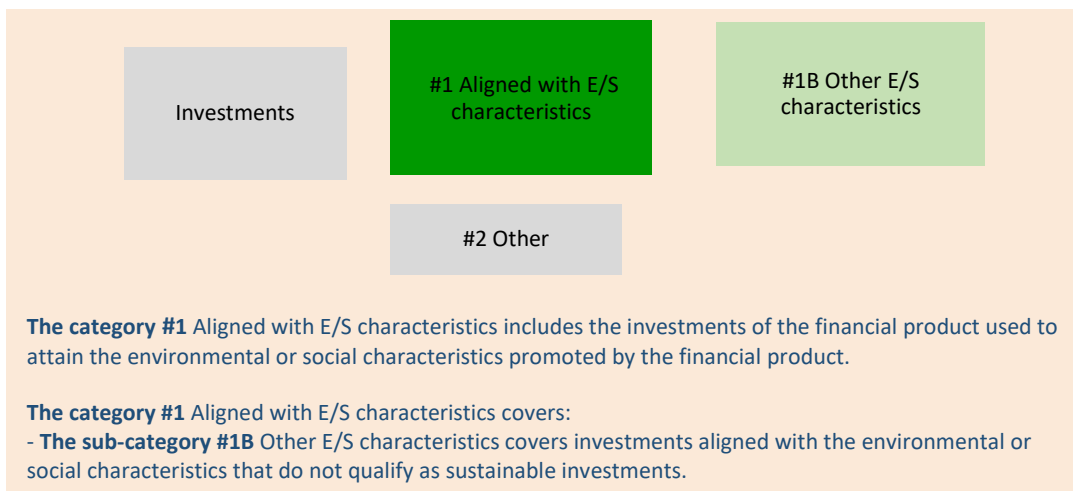 Investments
#1 Aligned with E/S
characteristics
#1B Other E/S
characteristics
#2 Other
The category #1 Aligned with E/S characteristics includes the investments of the financial product used to
attain the environmental or social characteristics promoted by the financial product.
The category #1 Aligned with E/S characteristics covers:
- The sub-category #1B Other E/S characteristics covers investments aligned with the environmental or
social characteristics that do not qualify as sustainable investments.